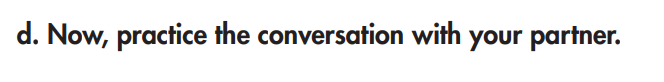 d. Now, practice the conversation with your partner.